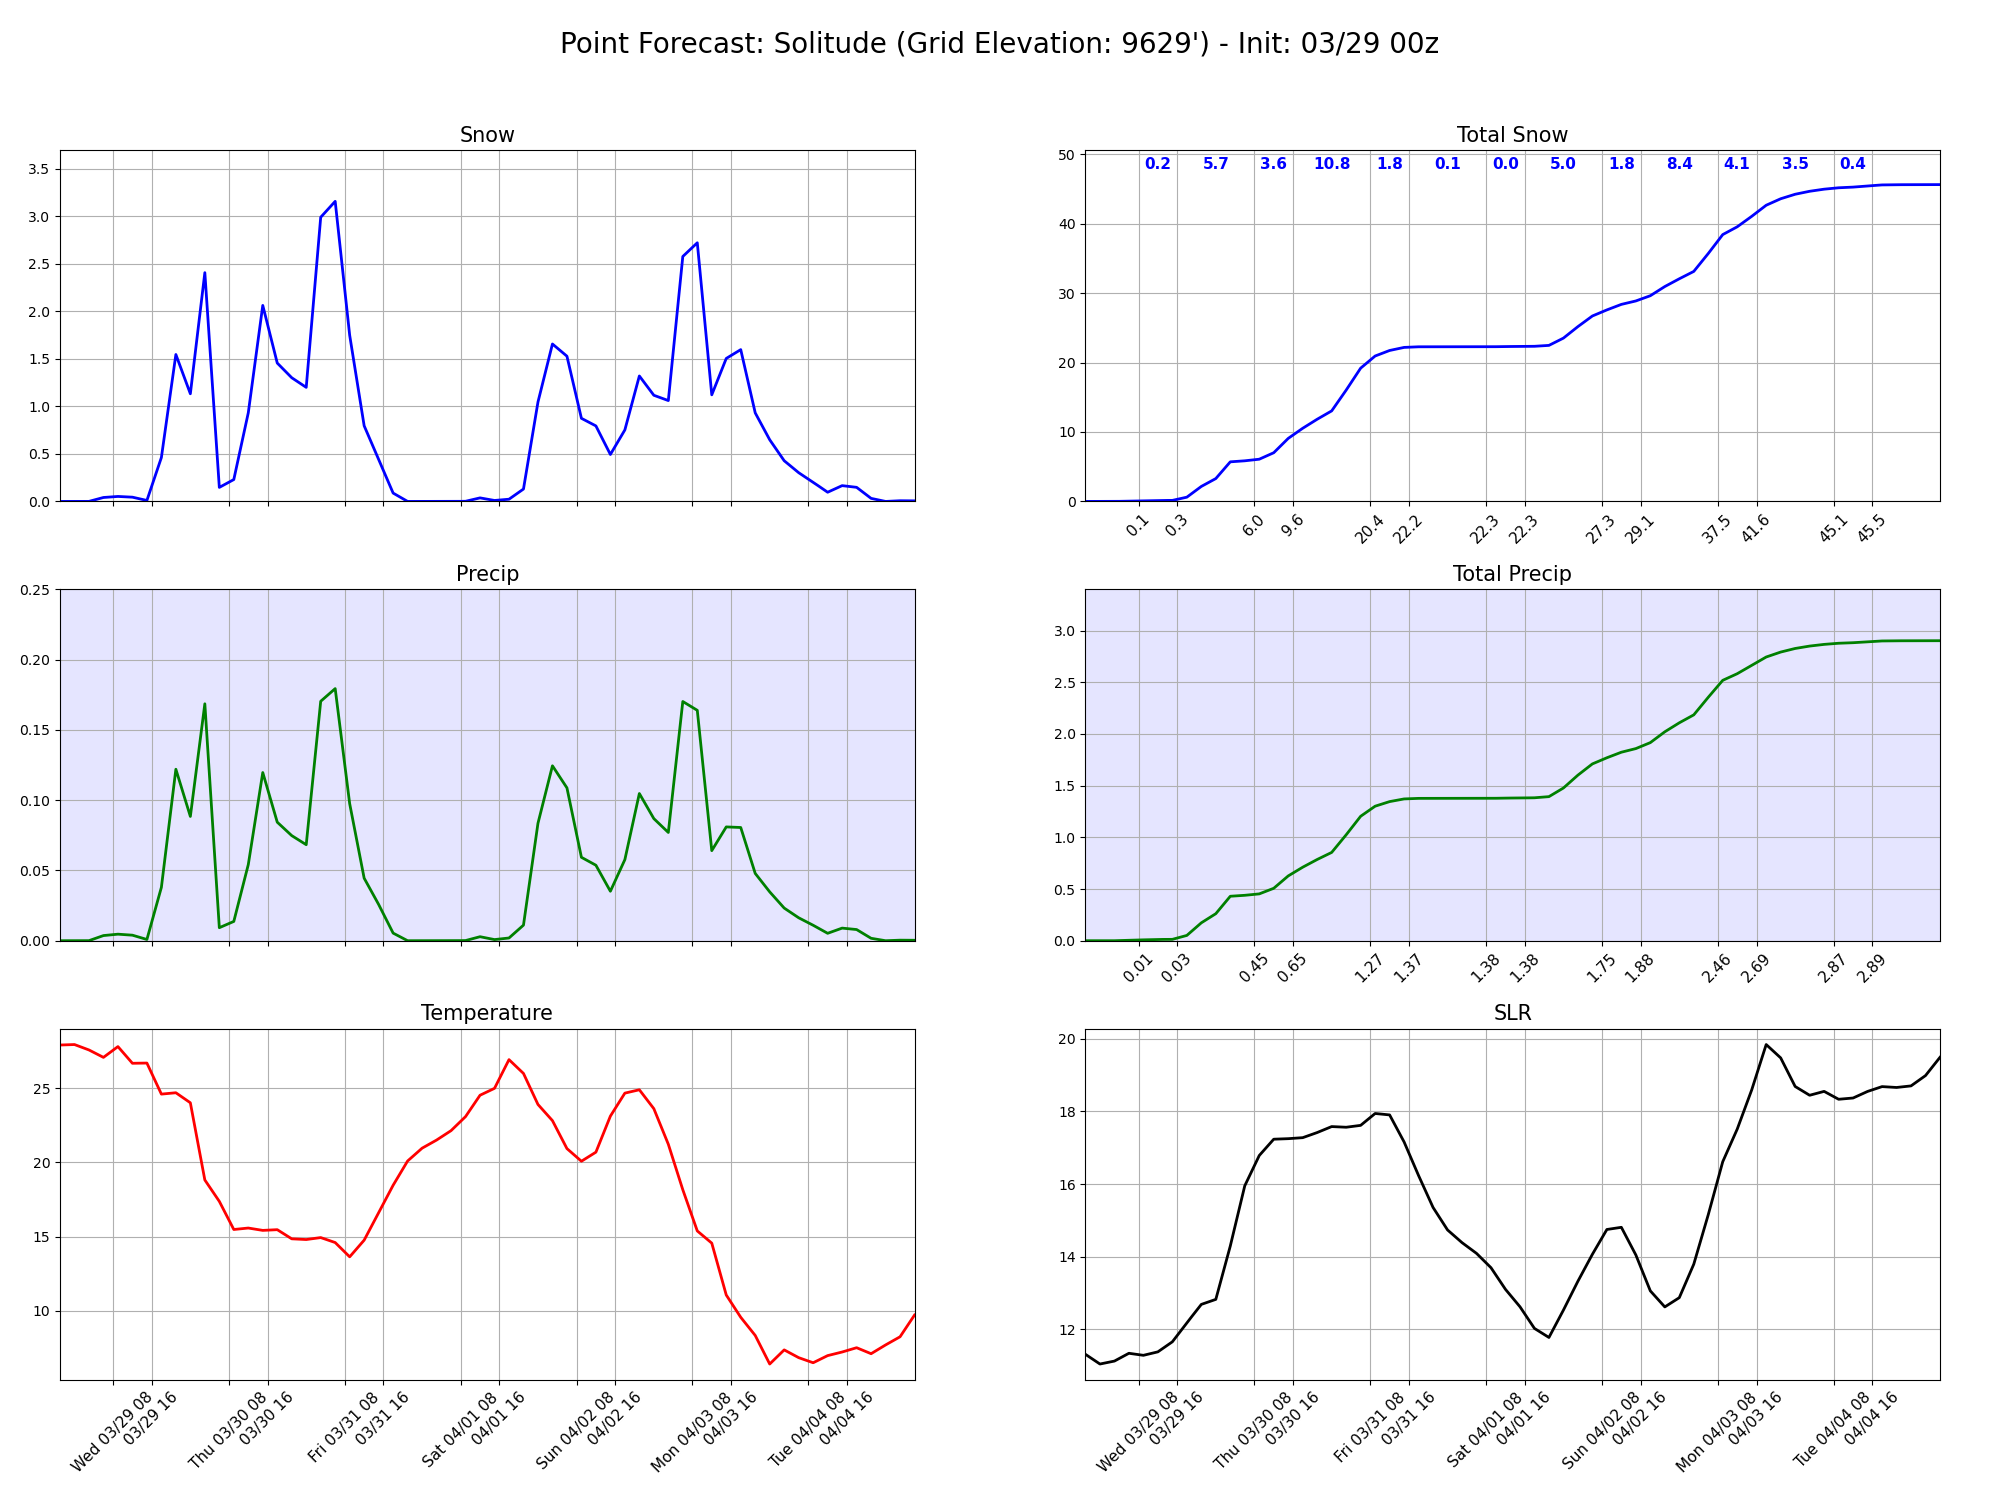 Point Forecast: Solitude (Grid Elevation: 9629') - Init: 03/29 00z
Snow
3.5
3.0
2.5
2.0
1.5
1.0
0.5
0.0
Total Snow
50
40
30
20
10
0
0.2 5.7 3.6 10.8 1.8 0.1 0.0 5.0 1.8 8.4 4.1 3.5 0.4
0.1 0.3 6.0 9.6 20.4 22.2 22.3 22.3 27.3 29.1 37.5 41.6 45.1 45.5
Precip
0.25
0.20
0.15
0.10
0.05
0.00
Total Precip
3.0
2.5
2.0
1.5
1.0
0.5
0.0
0.01 0.03 0.45 0.65 1.27 1.37 1.38 1.38 1.75 1.88 2.46 2.69 2.87 2.89
Temperature
25
20
15
10
Wed 03/29 08
03/29 16
Thu 03/30 08
03/30 16
Fri 03/31 08
03/31 16
Sat 04/01 08
04/01 16
Sun 04/02 08
04/02 16
Mon 04/03 08
04/03 16
Tue 04/04 08
04/04 16
SLR
20
18
16
14
12
Wed 03/29 08
03/29 16
Thu 03/30 08
03/30 16
Fri 03/31 08
03/31 16
Sat 04/01 08
04/01 16
Sun 04/02 08
04/02 16
Mon 04/03 08
04/03 16
Tue 04/04 08
04/04 16